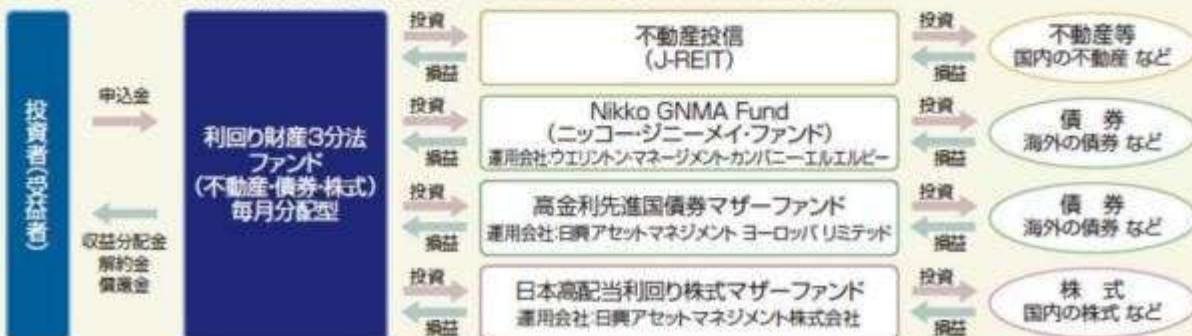 投資者(受益者)
申込金
収益分配金
解約金
償還金
利回り財産3分法
ファンド
(不動産・債券・株式)
毎月分配型
投資
損益
不動産投信
(J-REIT)
投資
損益
不動産等
国内の不動産 など
投資
損益
Nikko GNMA Fund
(ニッコー・ジニーメイ・ファンド)
運用会社:ウエリントン・マネージメント・カンパニー・エルエルピー
投資
損益
債券
海外の債券 など
投資
損益
高金利先進国債券マザーファンド
運用会社:日興アセットマネジメント ヨーロッパ リミテッド
投資
損益
債券
海外の債券 など
投資
損益
日本高配当利回り株式マザーファンド
運用会社:日興アセットマネジメント株式会社
投資
損益
株式
国内の株式 など